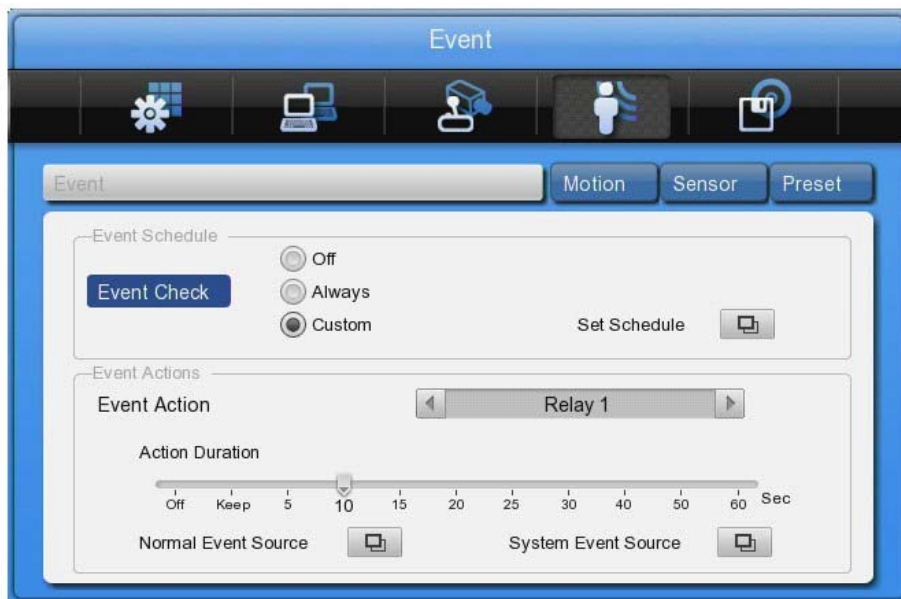 Event
Event Motion Sensor Preset
Event Schedule
Off
Event Check Always
Custom Set Schedule
Event Actions
Event Action Relay 1
Action Duration
Off Keep 5 10 15 20 25 30 40 50 60 Sec
Normal Event Source System Event Source